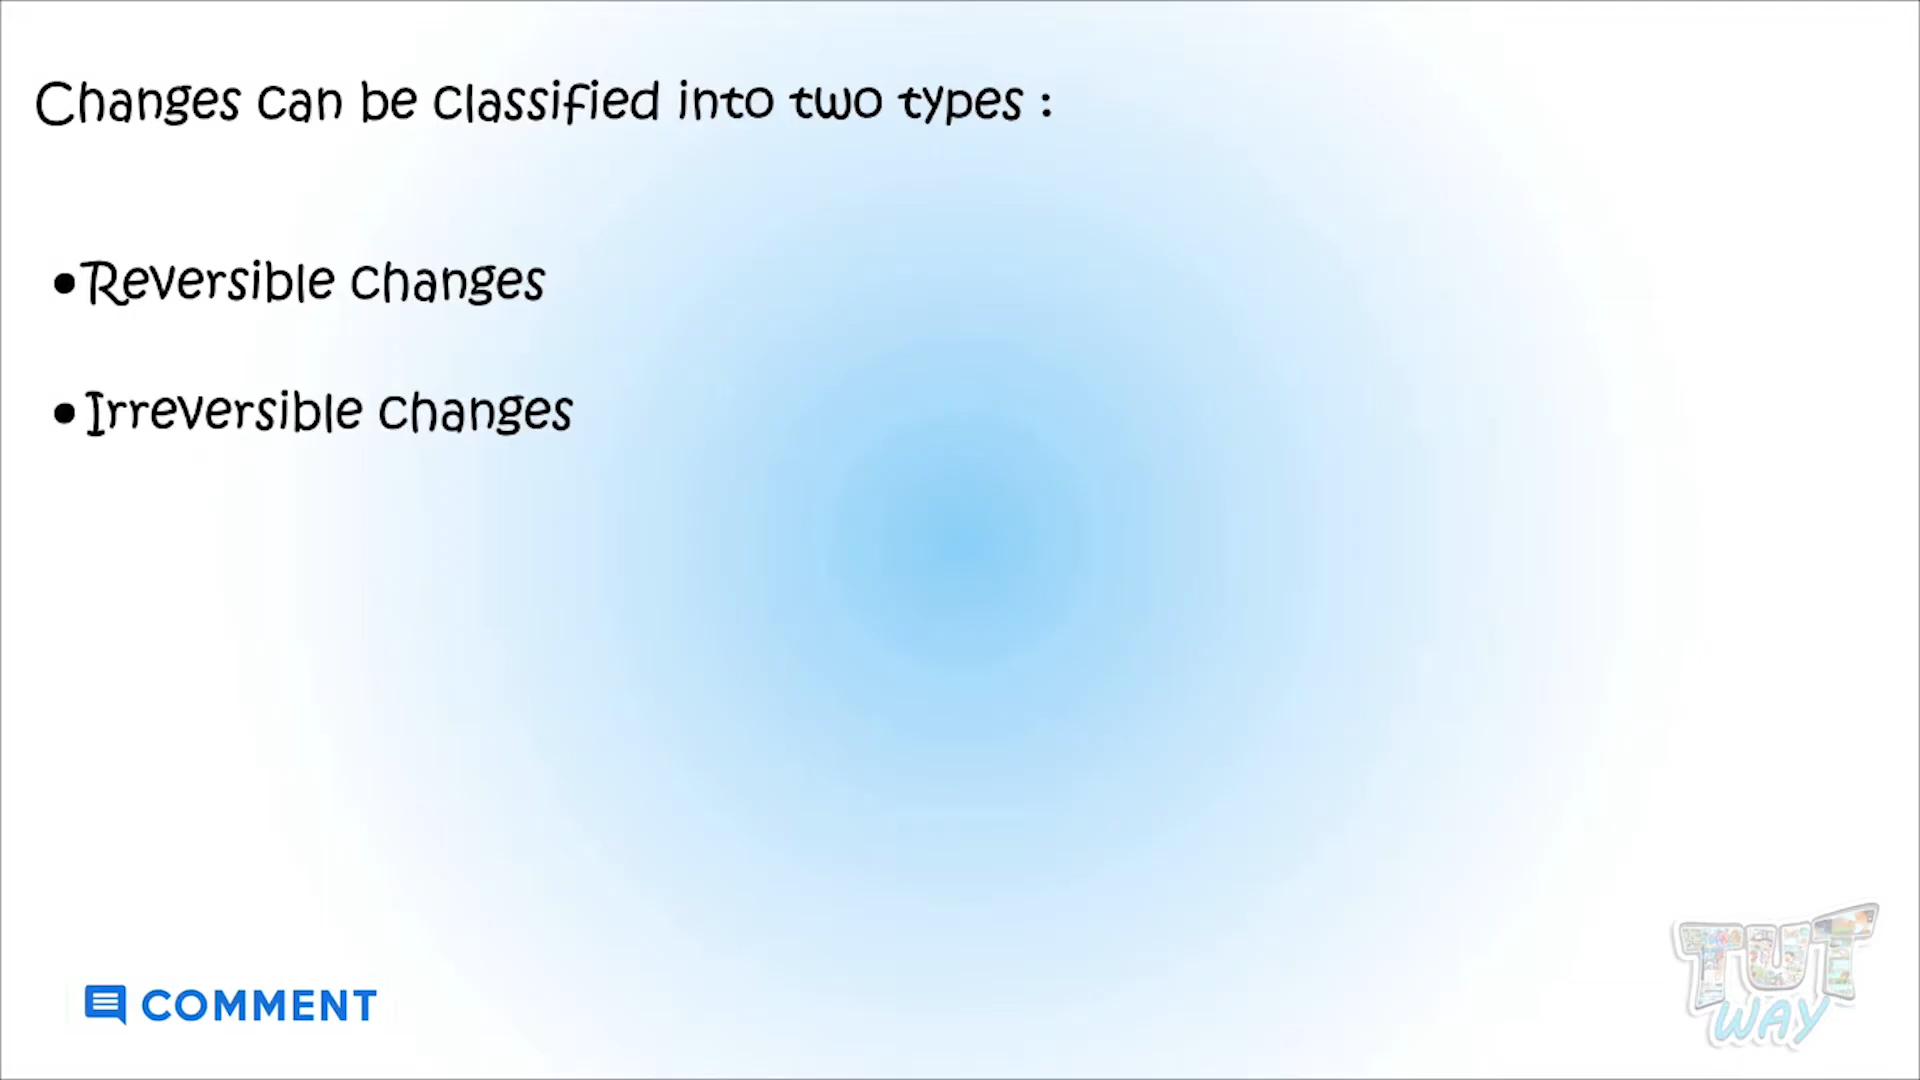 Changes can be classified into two types :
•Reversible changes
•Irreversible changes
COMMENT
TUT
WAY